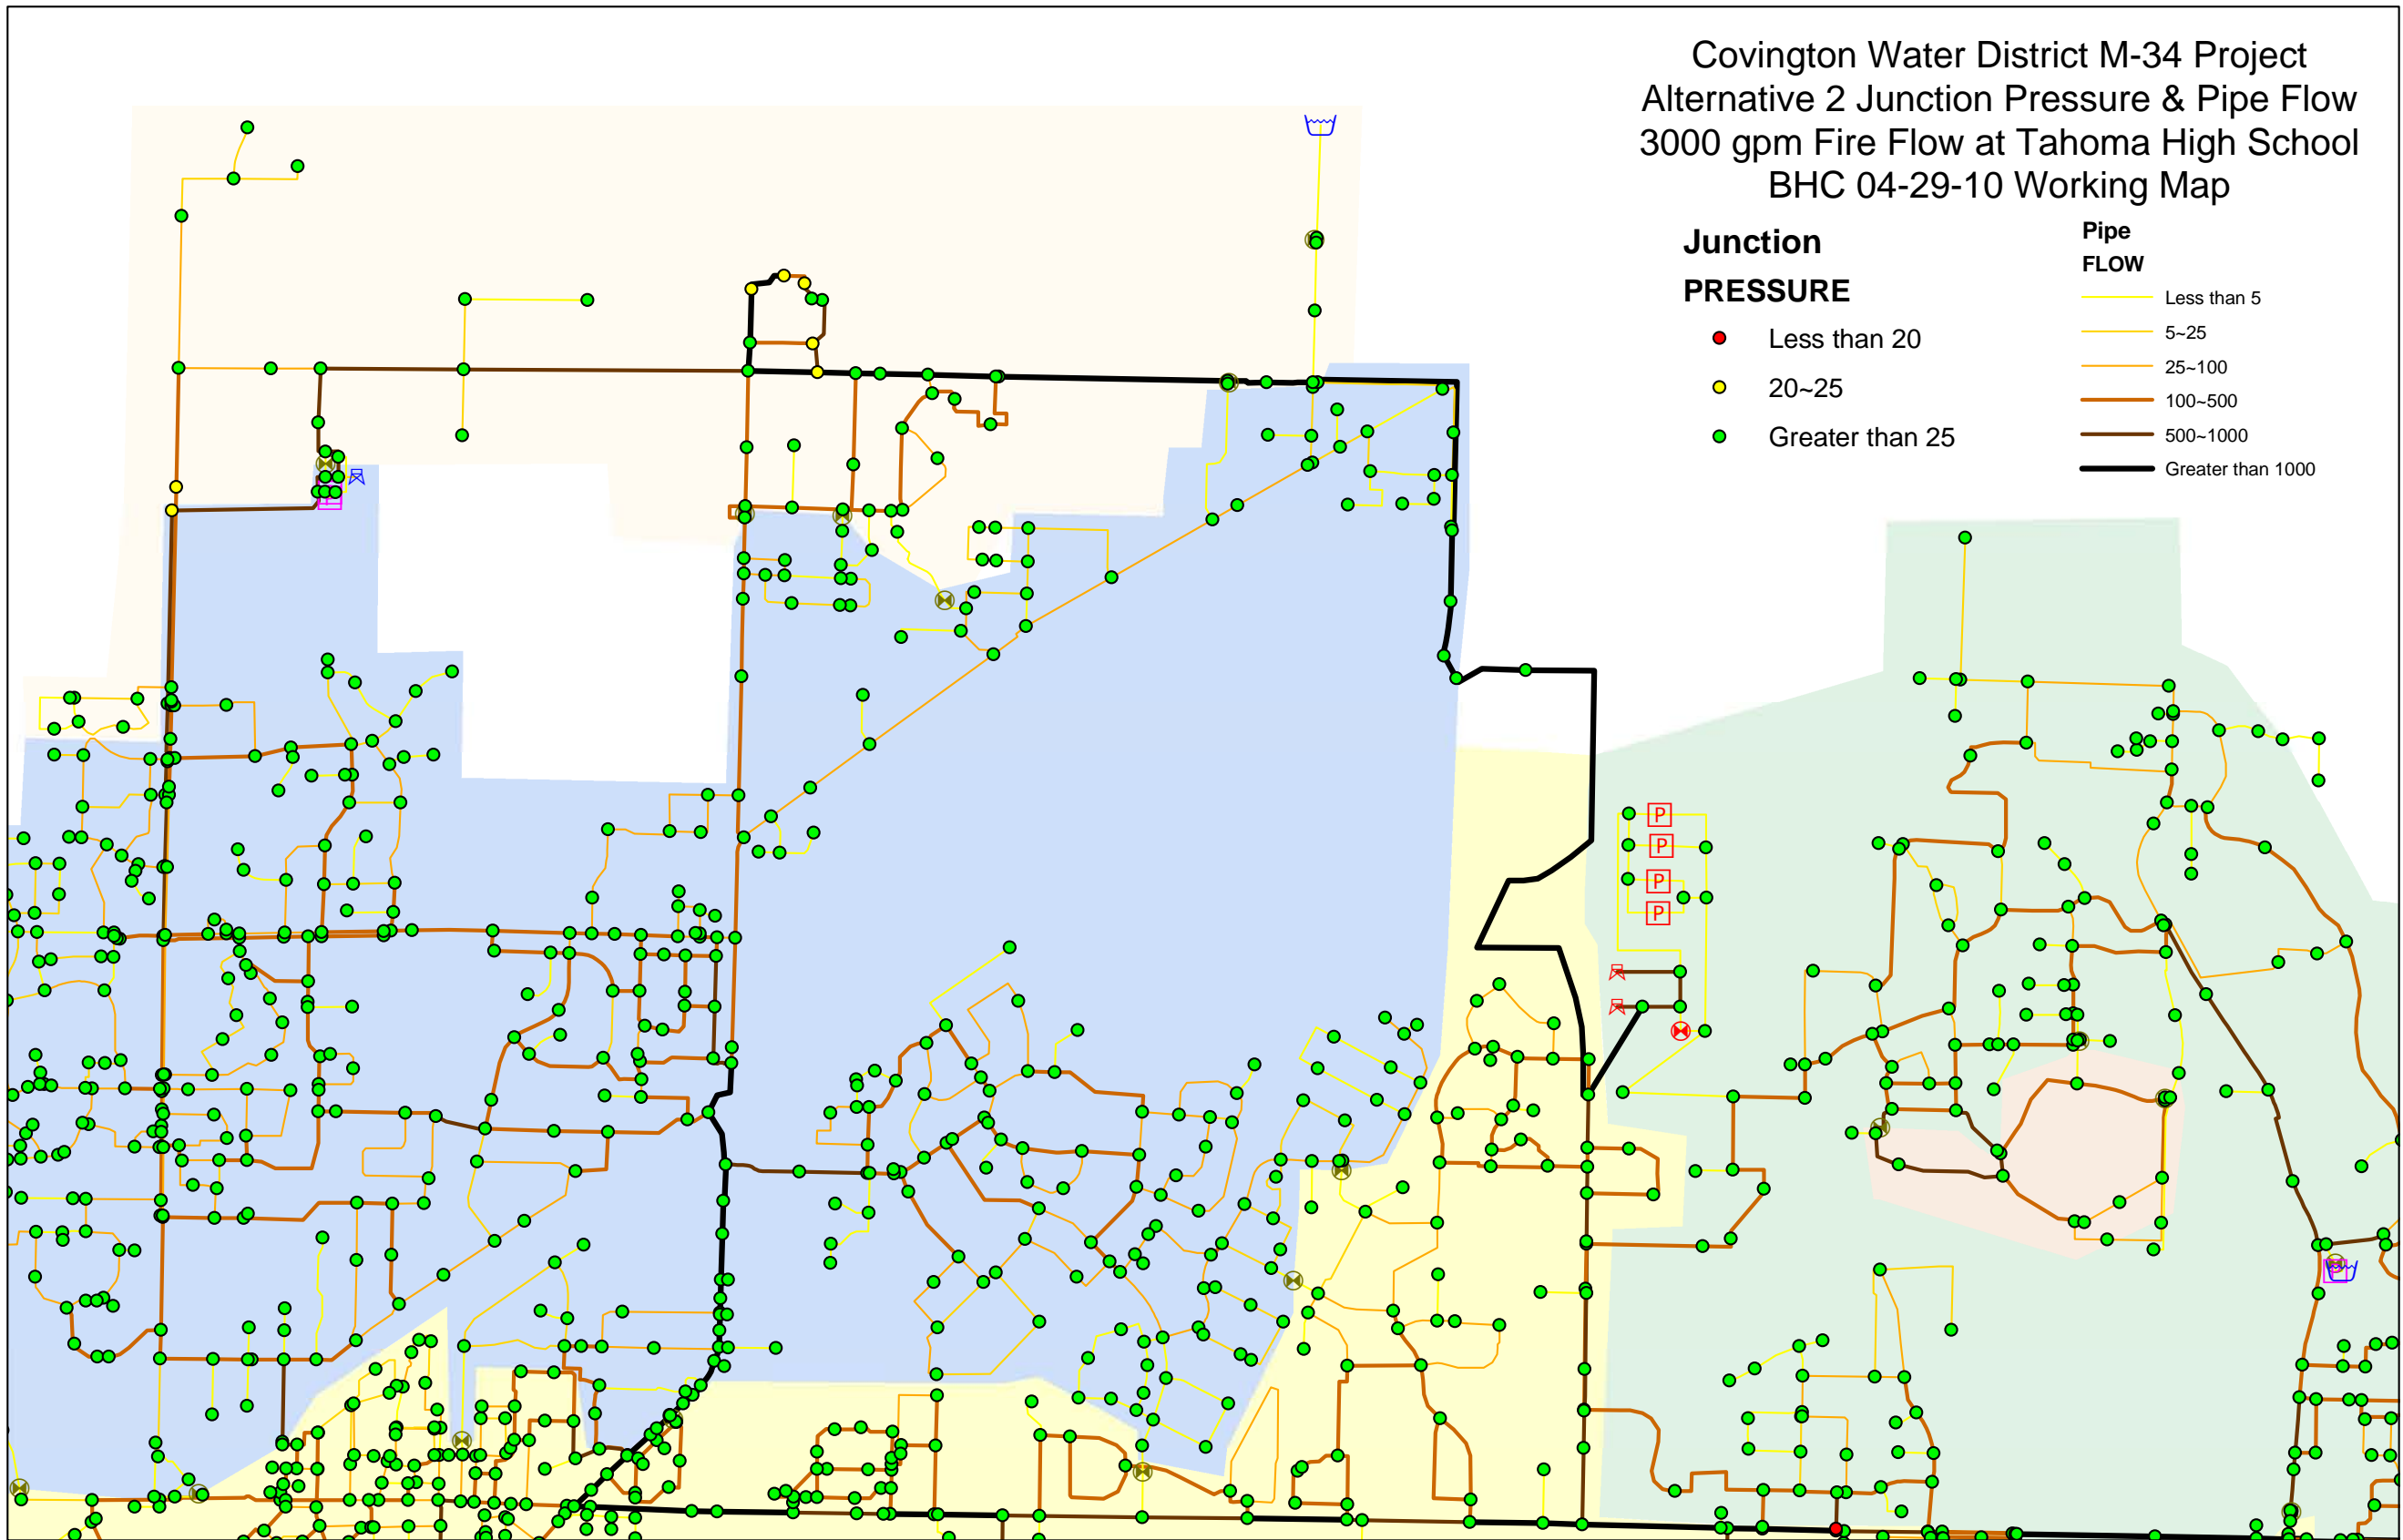 Covington Water District M-34 Project
Alternative 2 Junction Pressure & Pipe Flow
3000 gpm Fire Flow at Tahoma High School
BHC 04-29-10 Working Map
Junction
PRESSURE
Less than 20
20~25
Greater than 25
Pipe
FLOW
Less than 5
5~25
25~100
100~500
500~1000
Greater than 1000
P
P
P
P